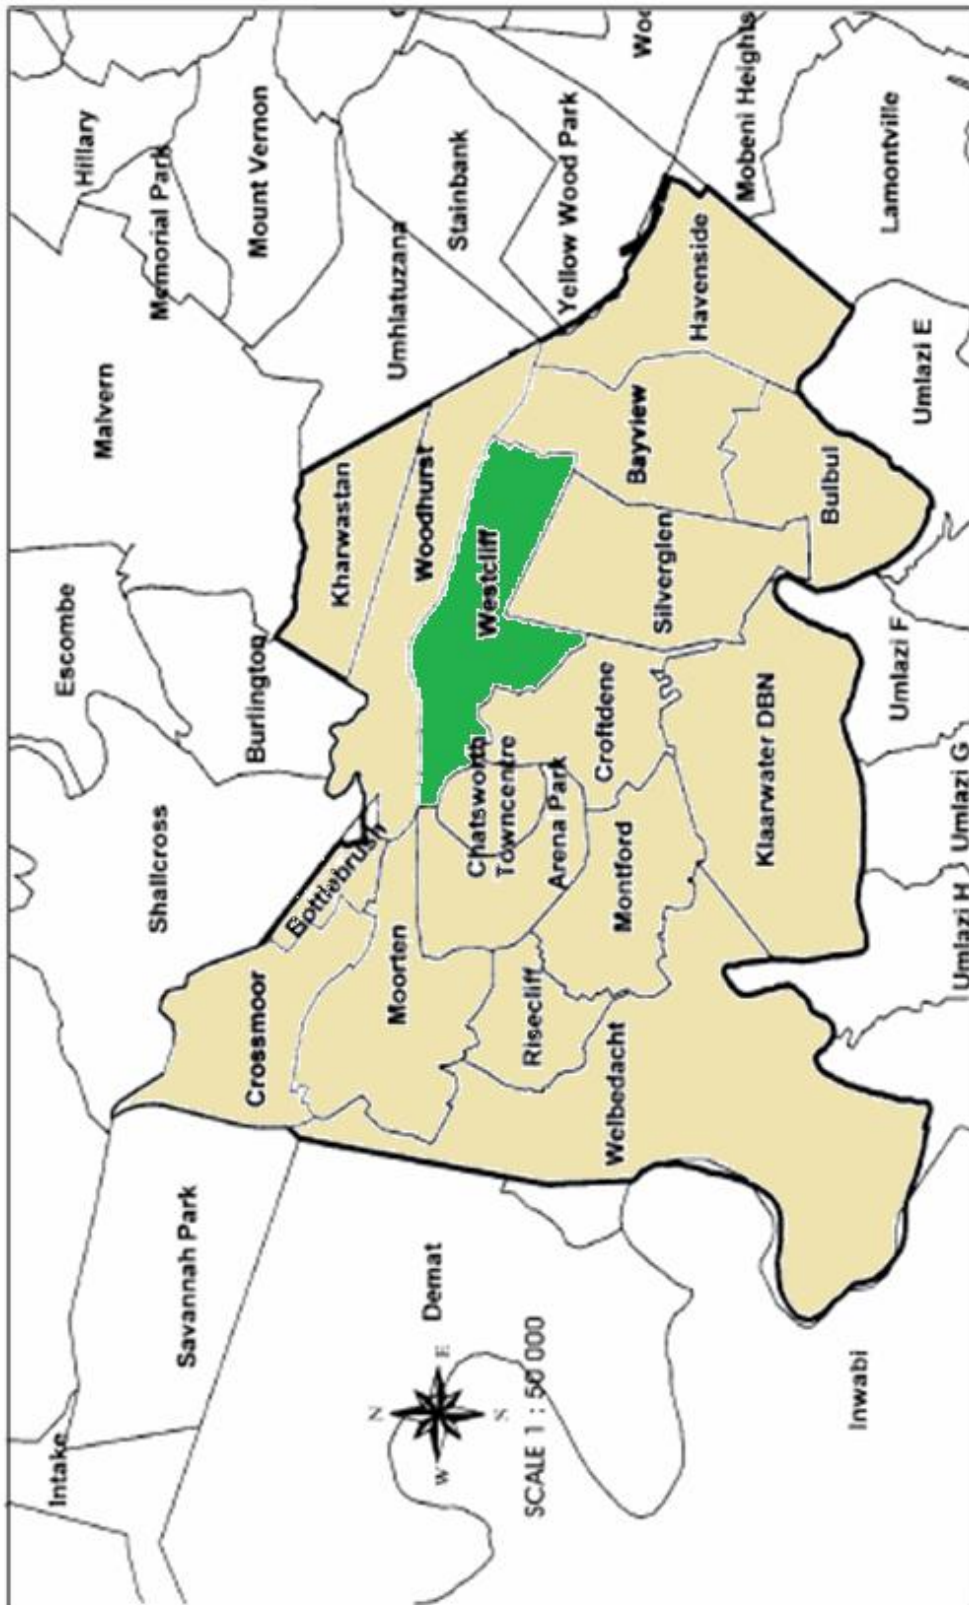 Intake
Savannah Park
Shallcross
Escombe
Malvern
Hillary
Memorial Park
Burlington
Mount Vernon
Crossmoor
Bottlebrush
Kharwastan
Umhlatuzana
Demat
N
W
E
S
SCALE 1 : 50 000
Moorten
Woodhurst
Stainbank
Chatsworth
Towncentre
Westcliff
Yellow Wood Park
Risecliff
Arena Park
Croftdene
Welbedacht
Montford
Silverglen
Bayview
Havenside
Mobeni Heights
Klaarwater DBN
Bulbul
Lamontville
Inwabi
Umlazi H
Umlazi G
Umlazi F
Umlazi E